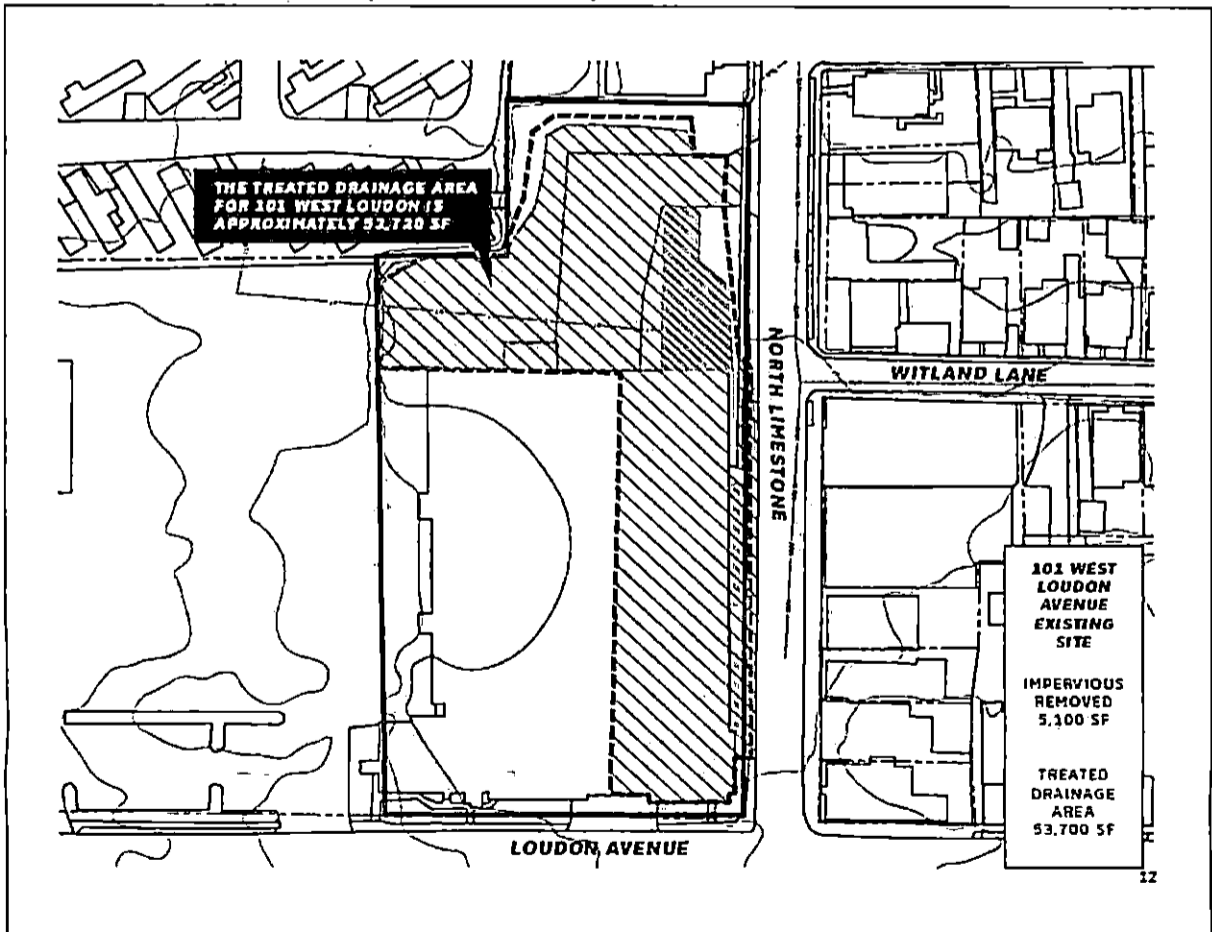 THE TREATED DRAINAGE AREA
FOR 101 WEST LOUDON IS
APPROXIMATELY 53,720 SF
NORTH LIMESTONE
WITLAND LANE
101 WEST
LOUDON
AVENUE
EXISTING
SITE
IMPERVIOUS
REMOVED
5,100 SF
TREATED
DRAINAGE
AREA
53,700 SF
LOUDON AVENUE
12